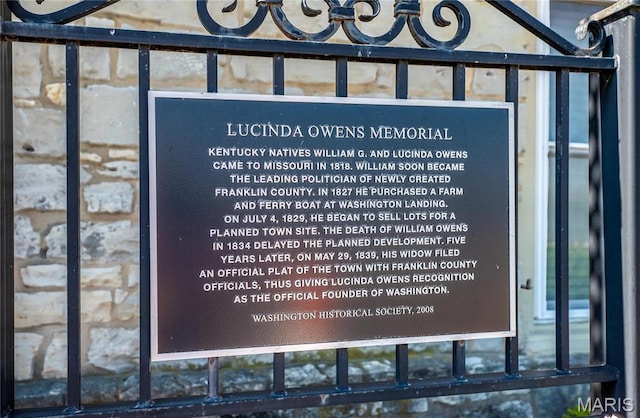 LUCINDA OWENS MEMORIAL
KENTUCKY NATIVES WILLIAM G. AND LUCINDA OWENS
CAME TO MISSOURI IN 1818. WILLIAM SOON BECAME
THE LEADING POLITICIAN OF NEWLY CREATED
FRANKLIN COUNTY. IN 1827 HE PURCHASED A FARM
AND FERRY BOAT AT WASHINGTON LANDING.
ON JULY 4, 1829, HE BEGAN TO SELL LOTS FOR A
PLANNED TOWN SITE. THE DEATH OF WILLIAM OWENS
IN 1834 DELAYED THE PLANNED DEVELOPMENT. FIVE
YEARS LATER, ON MAY 29, 1839, HIS WIDOW FILED
AN OFFICIAL PLAT OF THE TOWN WITH FRANKLIN COUNTY
OFFICIALS, THUS GIVING LUCINDA OWENS RECOGNITION
AS THE OFFICIAL FOUNDER OF WASHINGTON.
WASHINGTON HISTORICAL SOCIETY, 2008
MARIS